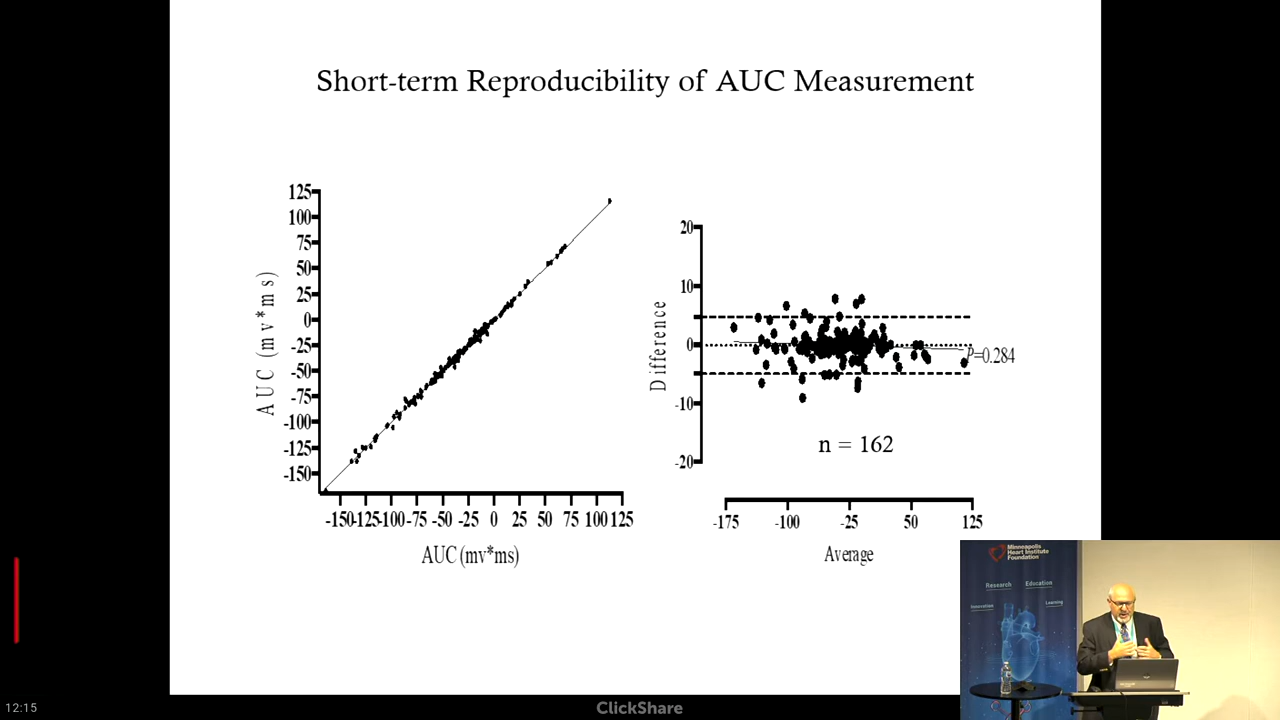 Short-term Reproducibility of AUC Measurement
125
100
75
50
25
0
-25
-50
-75
-100
-125
-150
AUC (mv*ms)
-150 -125 -100 -75 -50 -25 0 25 50 75 100 125
AUC (mv*ms)
20
10
0
-10
-20
Difference
P=0.284
n = 162
-175 -100 -25 50 125
Average
Minneapolis
Heart Institute
Foundation
Research Education
Innovation Learning
12:15
ClickShare